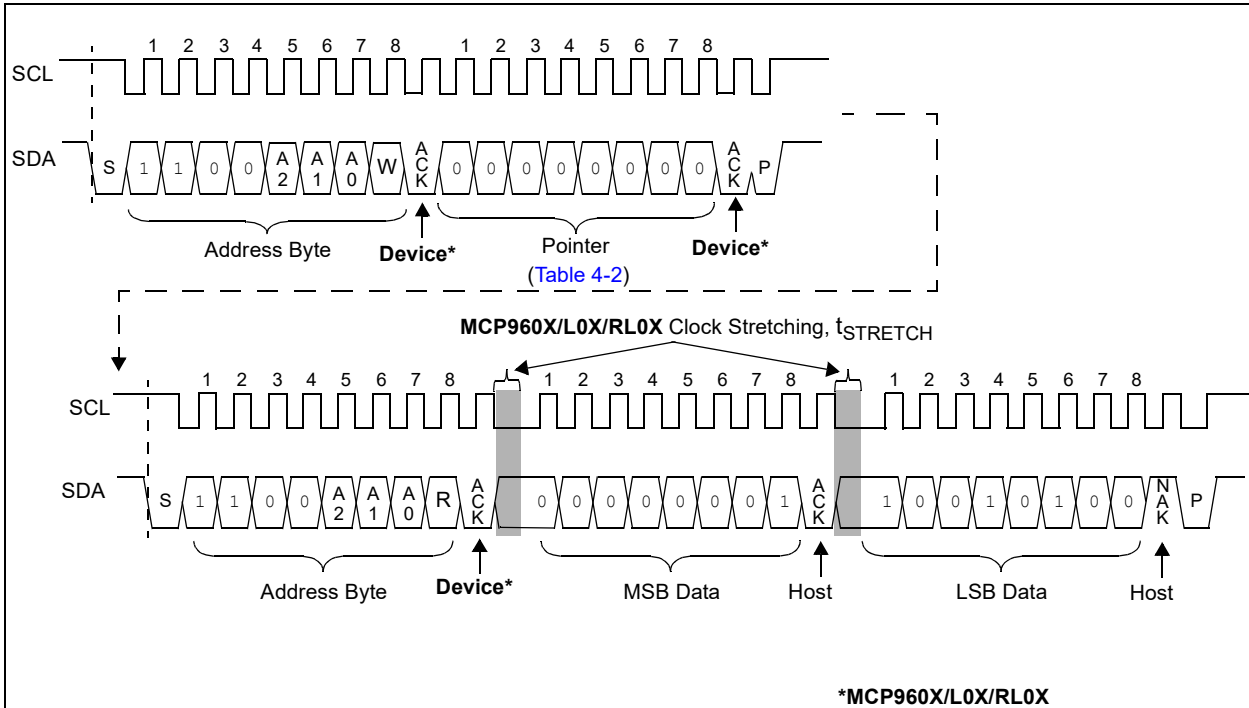 1 2 3 4 5 6 7 8 1 2 3 4 5 6 7 8
SCL
SDA S 1 1 0 0 A2 A1 A0 W ACK 0 0 0 0 0 0 0 0 ACK P
Address Byte Device* Pointer Device*
(Table 4-2)
MCP960X/L0X/RL0X Clock Stretching, tSTRETCH
1 2 3 4 5 6 7 8 1 2 3 4 5 6 7 8 1 2 3 4 5 6 7 8
SCL
SDA S 1 1 0 0 A2 A1 A0 R ACK 0 0 0 0 0 0 0 1 ACK 1 0 0 1 0 1 0 0 NAK P
Address Byte Device* MSB Data Host LSB Data Host
*MCP960X/L0X/RL0X